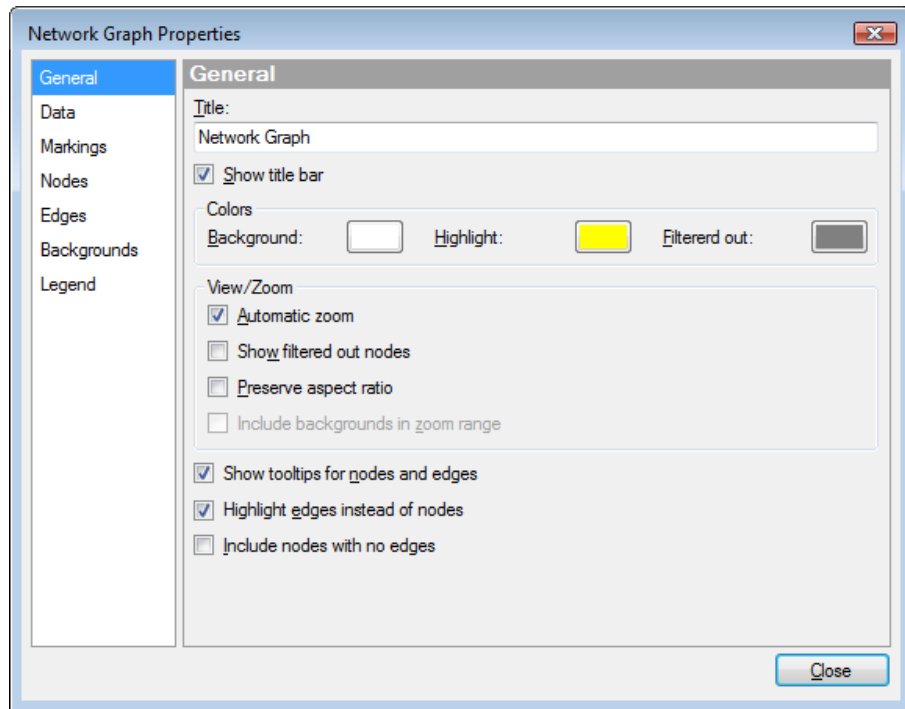 Network Graph Properties
General
Data
Markings
Nodes
Edges
Backgrounds
Legend
General
Title:
Network Graph
Show title bar
Colors
Background: Highlight: Filtererd out:
View/Zoom
Automatic zoom
Show filtered out nodes
Preserve aspect ratio
Include backgrounds in zoom range
Show tooltips for nodes and edges
Highlight edges instead of nodes
Include nodes with no edges
Close